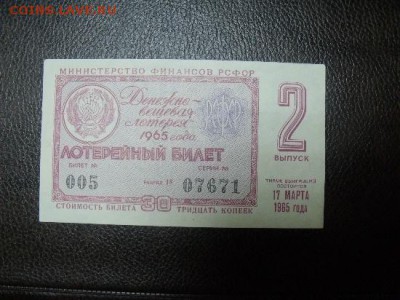 COINS.LAVE.RU
МИНИСТЕРСТВО ФИНАНСОВ РСФСР
Денежно-
вещевая
лотерея
1965 года
2
ВЫПУСК
ЛОТЕРЕЙНЫЙ БИЛЕТ
БИЛЕТ № СЕРИЯ №
005 07671
ТИРАЖ ВЫИГРЫШЕЙ
СОСТОИТСЯ
17 МАРТА
1965 года
СТОИМОСТЬ БИЛЕТА 30 ТРИДЦАТЬ КОПЕЕК